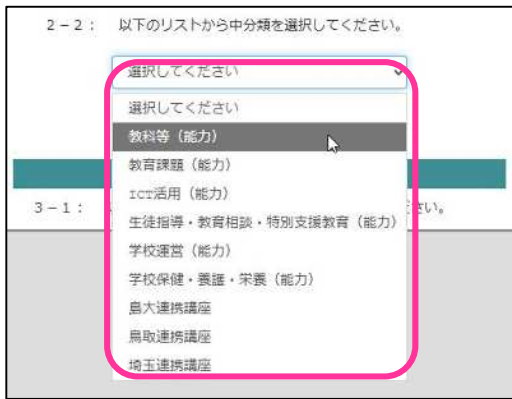 ２－２： 以下のリストから中分類を選択してください。
選択してください
選択してください
教科等（能力）
教育課題（能力）
ICT活用（能力）
３－１： ださい。
生徒指導・教育相談・特別支援教育（能力）
学校運営（能力）
学校保健・養護・栄養（能力）
島大連携講座
鳥取連携講座
埼玉連携講座